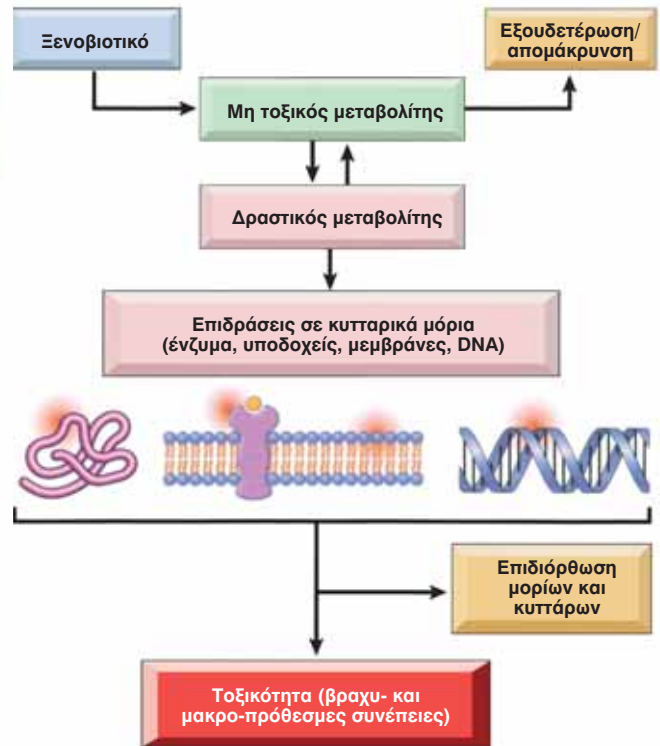 Ξενοβιοτικό
Εξουδετέρωση/
απομάκρυνση
Μη τοξικός μεταβολίτης
Δραστικός μεταβολίτης
Επιδράσεις σε κυτταρικά μόρια
(ένζυμα, υποδοχείς, μεμβράνες, DNA)
Επιδιόρθωση
μορίων και
κυττάρων
Τοξικότητα (βραχυ- και
μακρο-πρόθεσμες συνέπειες)